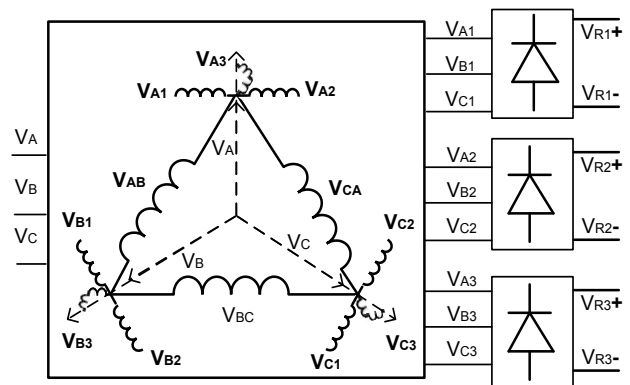 VA3
VA1 VA2
VA
VAB VCA
VB1 VC2
VB VC
VB3 VBC VC3
VB2 VC1
VA
VB
VC
VA1
VB1
VC1
VR1+
VR1-
VA2
VB2
VC2
VR2+
VR2-
VA3
VB3
VC3
VR3+
VR3-